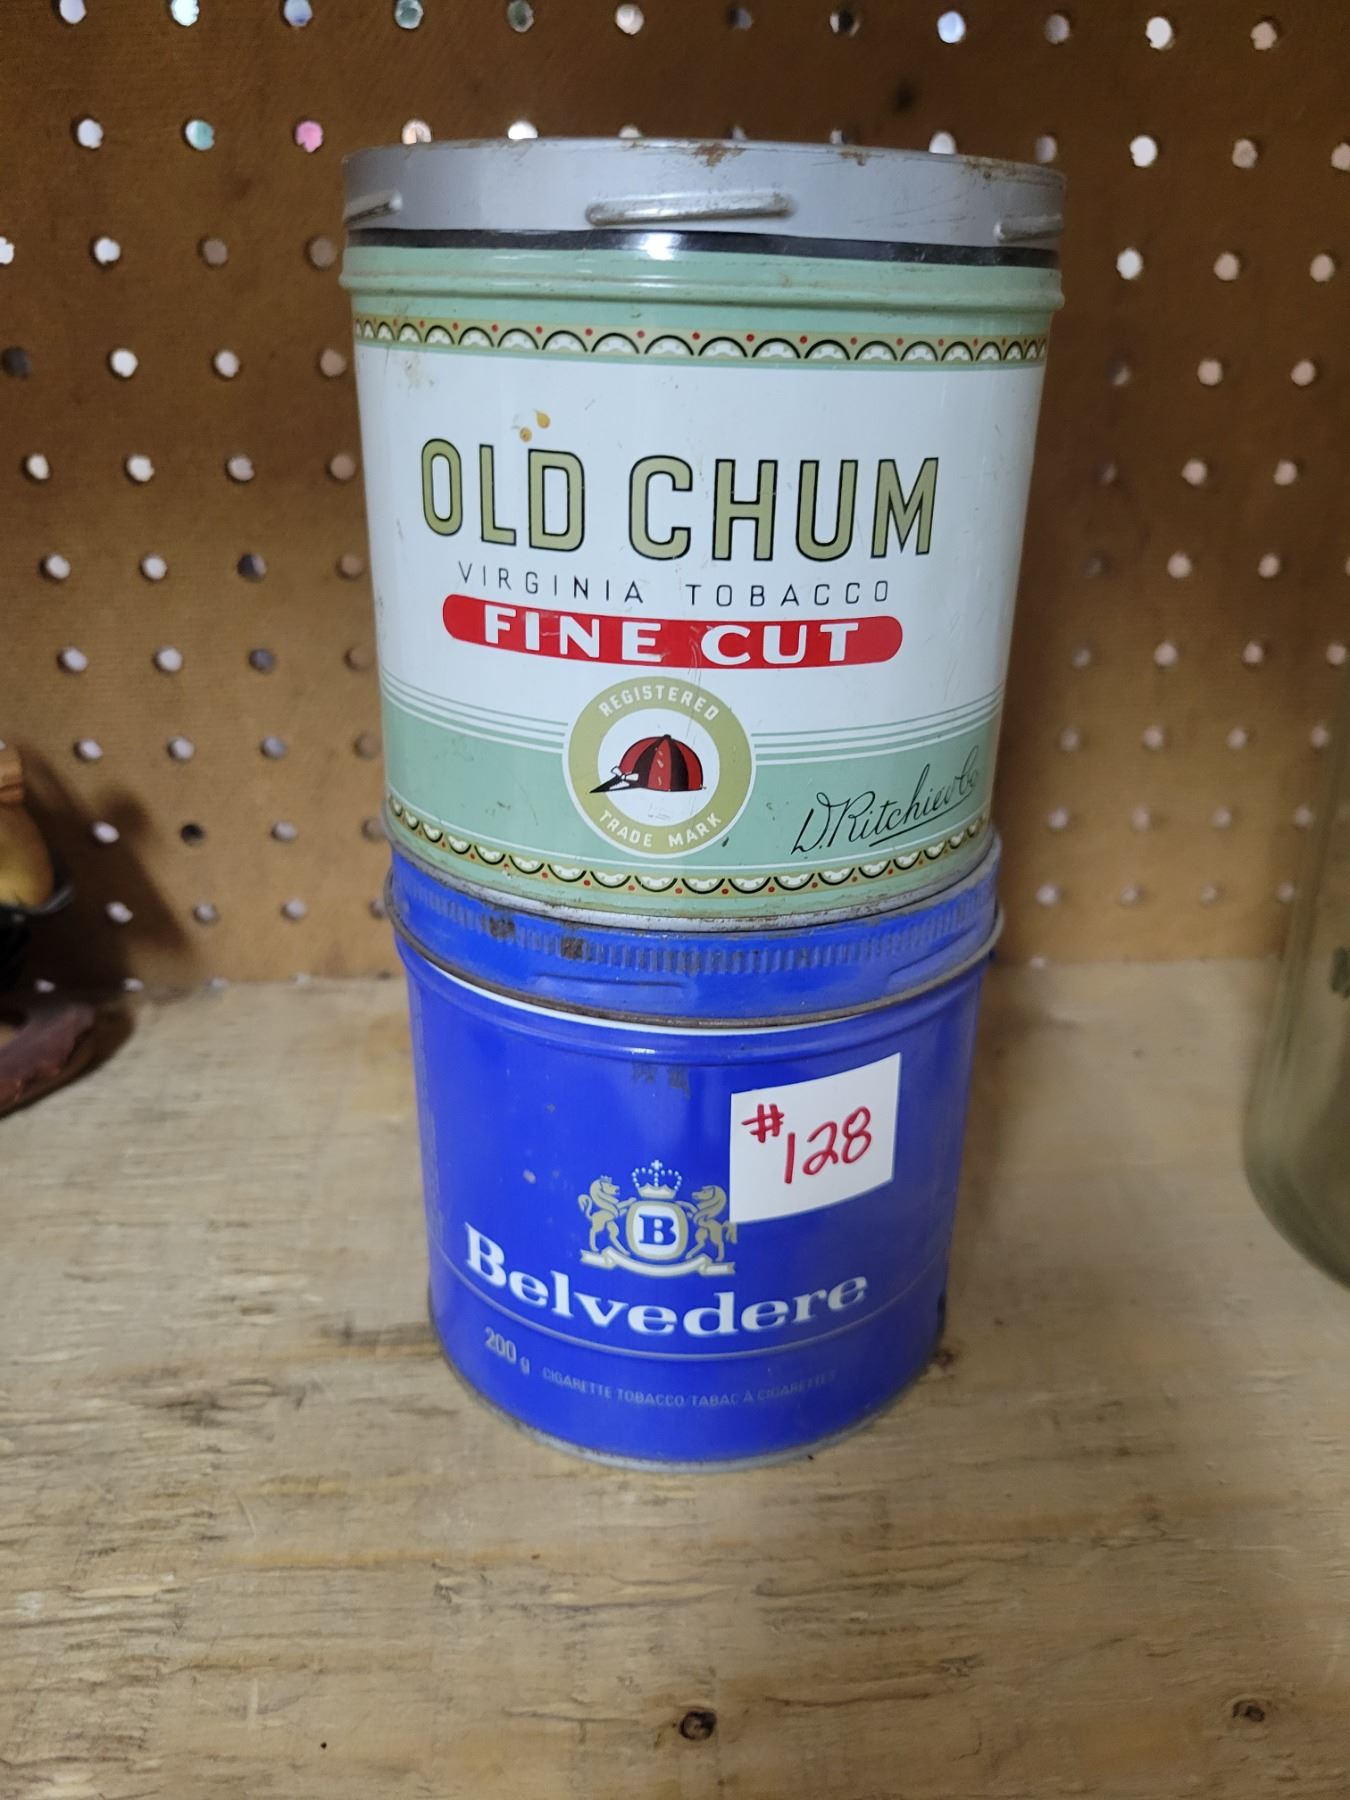 OLD CHUM
VIRGINIA TOBACCO
FINE CUT
REGISTERED
TRADE MARK
D. Ritchie & Co
#128
B
Belvedere
200 g CIGARETTE TOBACCO/TABAC À CIGARETTES